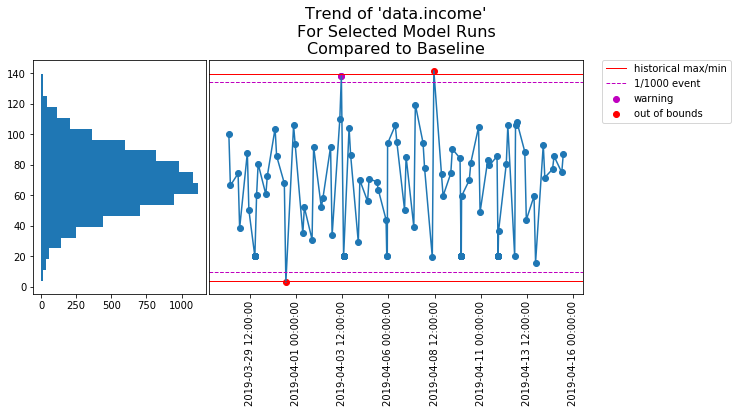 Trend of 'data.income'
For Selected Model Runs
Compared to Baseline
historical max/min
1/1000 event
warning
out of bounds
140
120
100
80
60
40
20
0
0 250 500 750 1000
2019-03-29 12:00:00
2019-04-01 00:00:00
2019-04-03 12:00:00
2019-04-06 00:00:00
2019-04-08 12:00:00
2019-04-11 00:00:00
2019-04-13 12:00:00
2019-04-16 00:00:00